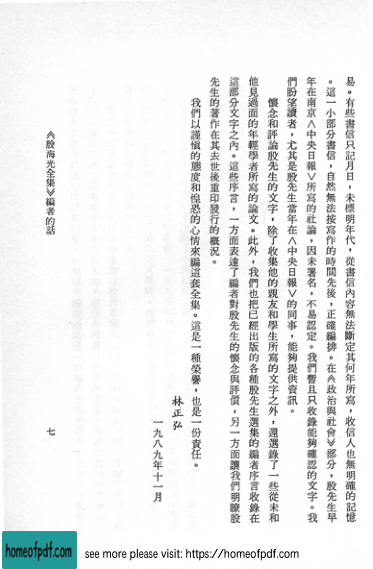 易。有些書信只記月日，未標明年代，從書信內容無法斷定其何年所寫，收信人也無明確的記憶
。這一小部分書信，自然無法按寫作的時間先後，正確編排。在︽政治與社會︾部分，殷先生早
年在南京︿中央日報﹀所寫的社論，因未署名，不易認定。我們暫且只收錄能夠確認的文字。我
們盼望讀者，尤其是殷先生當年在︿中央日報﹀的同事，能夠提供資訊。
懷念和評論殷先生的文字，除了收集他的親友和學生所寫的文字之外，還選錄了一些從未和
他見過面的年輕學者所寫的論文。此外，我們也把已經出版的各種殷先生選集的編者序言收錄在
這部分文字之內。這些序言，一方面表達了編者對殷先生的懷念與評價，另一方面讓我們明瞭殷
先生的著作在其去世後重印發行的概況。
我們以謹慎的態度和惶恐的心情來編這套全集。這是一種榮譽，也是一份責任。
林正弘
一九八九年十一月
︽殷海光全集︾編者的話
七
homeofpdf.com
see more please visit: https://homeofpdf.com